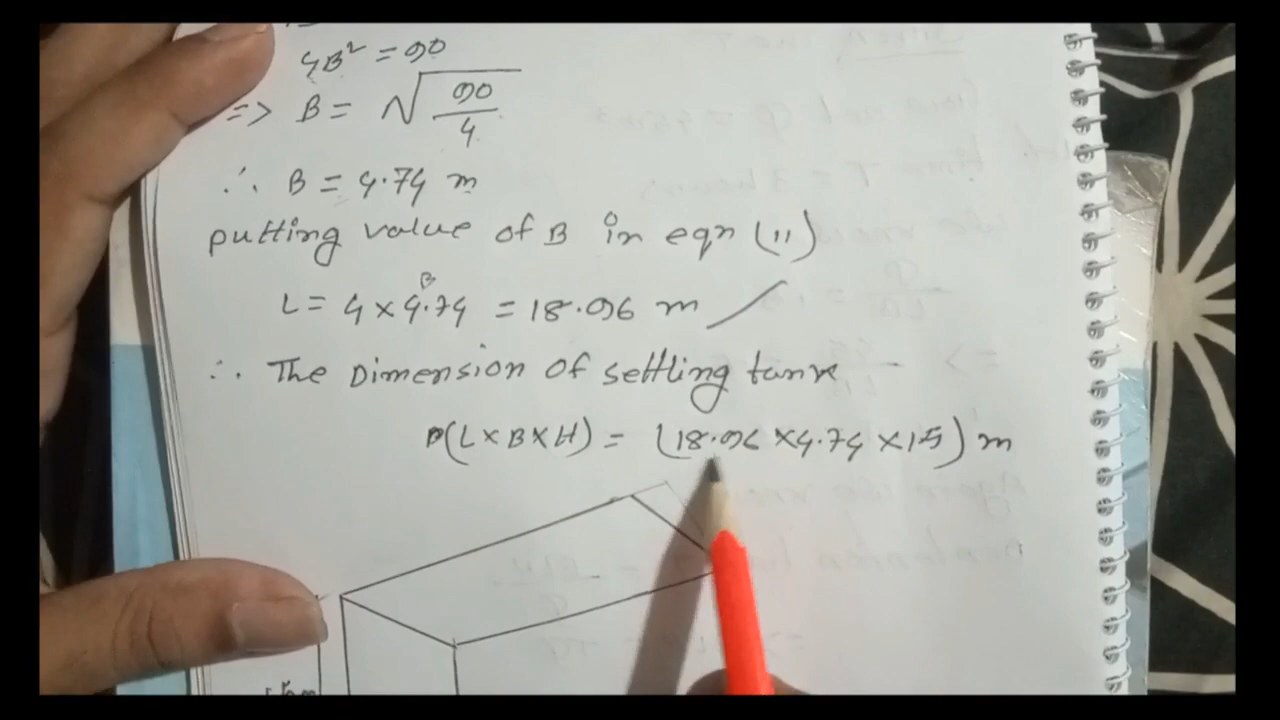 4B² = 90
=> B = √90/4
∴ B = 4.74 m
putting value of B in eqn (11)
L = 4 × 4.74 = 18.96 m
B
∴ The Dimension of settling tank
(L×B×H) = (18.96 ×4.74 ×1.5) m